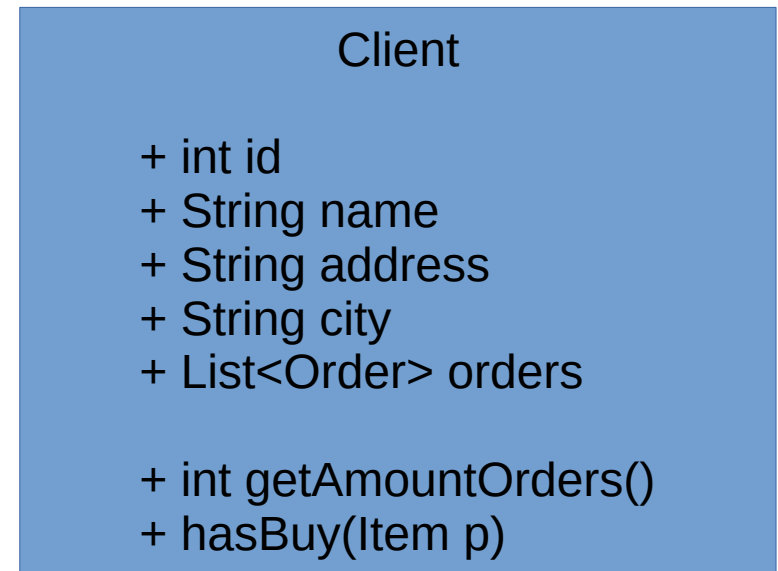 Client
+ int id
+ String name
+ String address
+ String city
+ List<Order> orders
+ int getAmountOrders()
+ hasBuy(Item p)